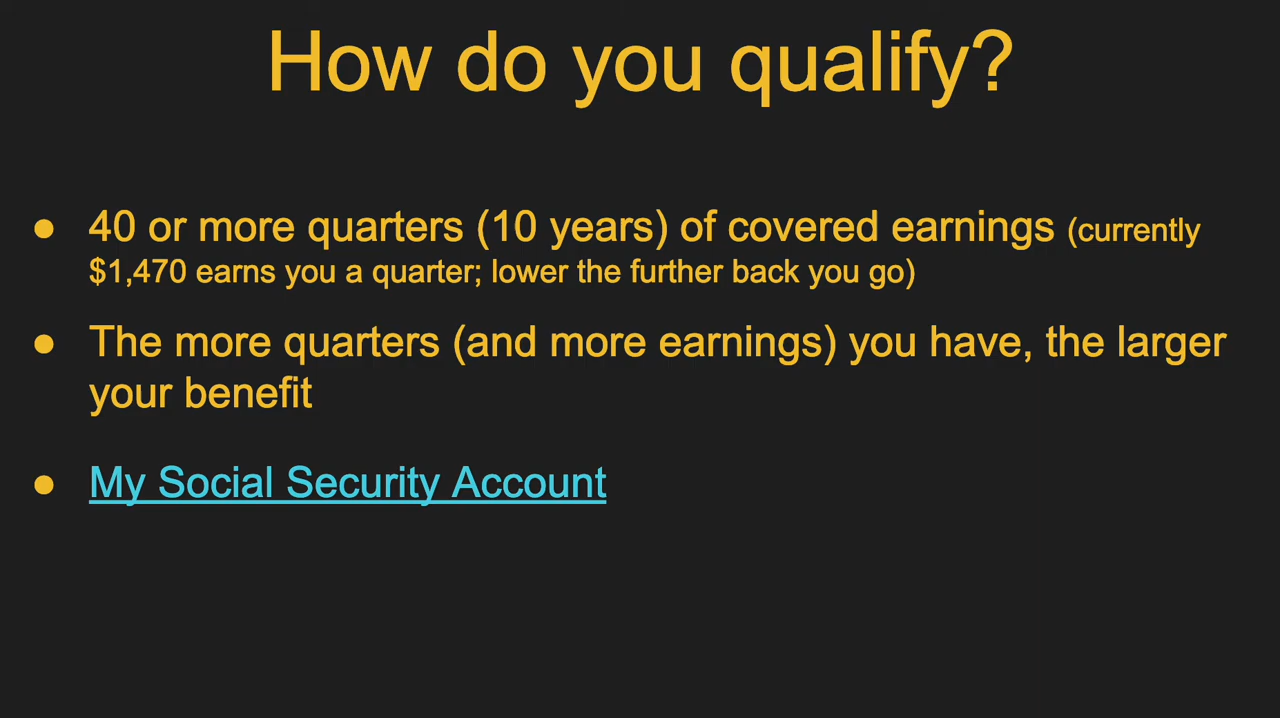 How do you qualify?
● 40 or more quarters (10 years) of covered earnings (currently
$1,470 earns you a quarter; lower the further back you go)
● The more quarters (and more earnings) you have, the larger
your benefit
● My Social Security Account